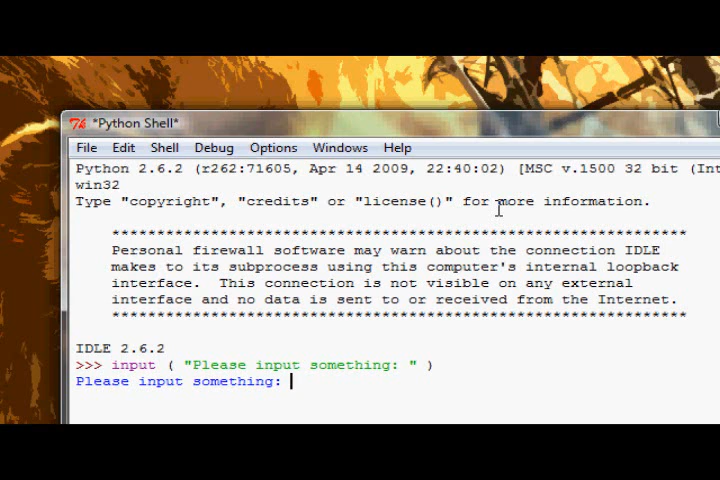 *Python Shell*
File Edit Shell Debug Options Windows Help
Python 2.6.2 (r262:71605, Apr 14 2009, 22:40:02) [MSC v.1500 32 bit (Int
win32
Type "copyright", "credits" or "license()" for more information.
****************************************************************
Personal firewall software may warn about the connection IDLE
makes to its subprocess using this computer's internal loopback
interface. This connection is not visible on any external
interface and no data is sent to or received from the Internet.
****************************************************************
IDLE 2.6.2
>>> input ( "Please input something: " )
Please input something: